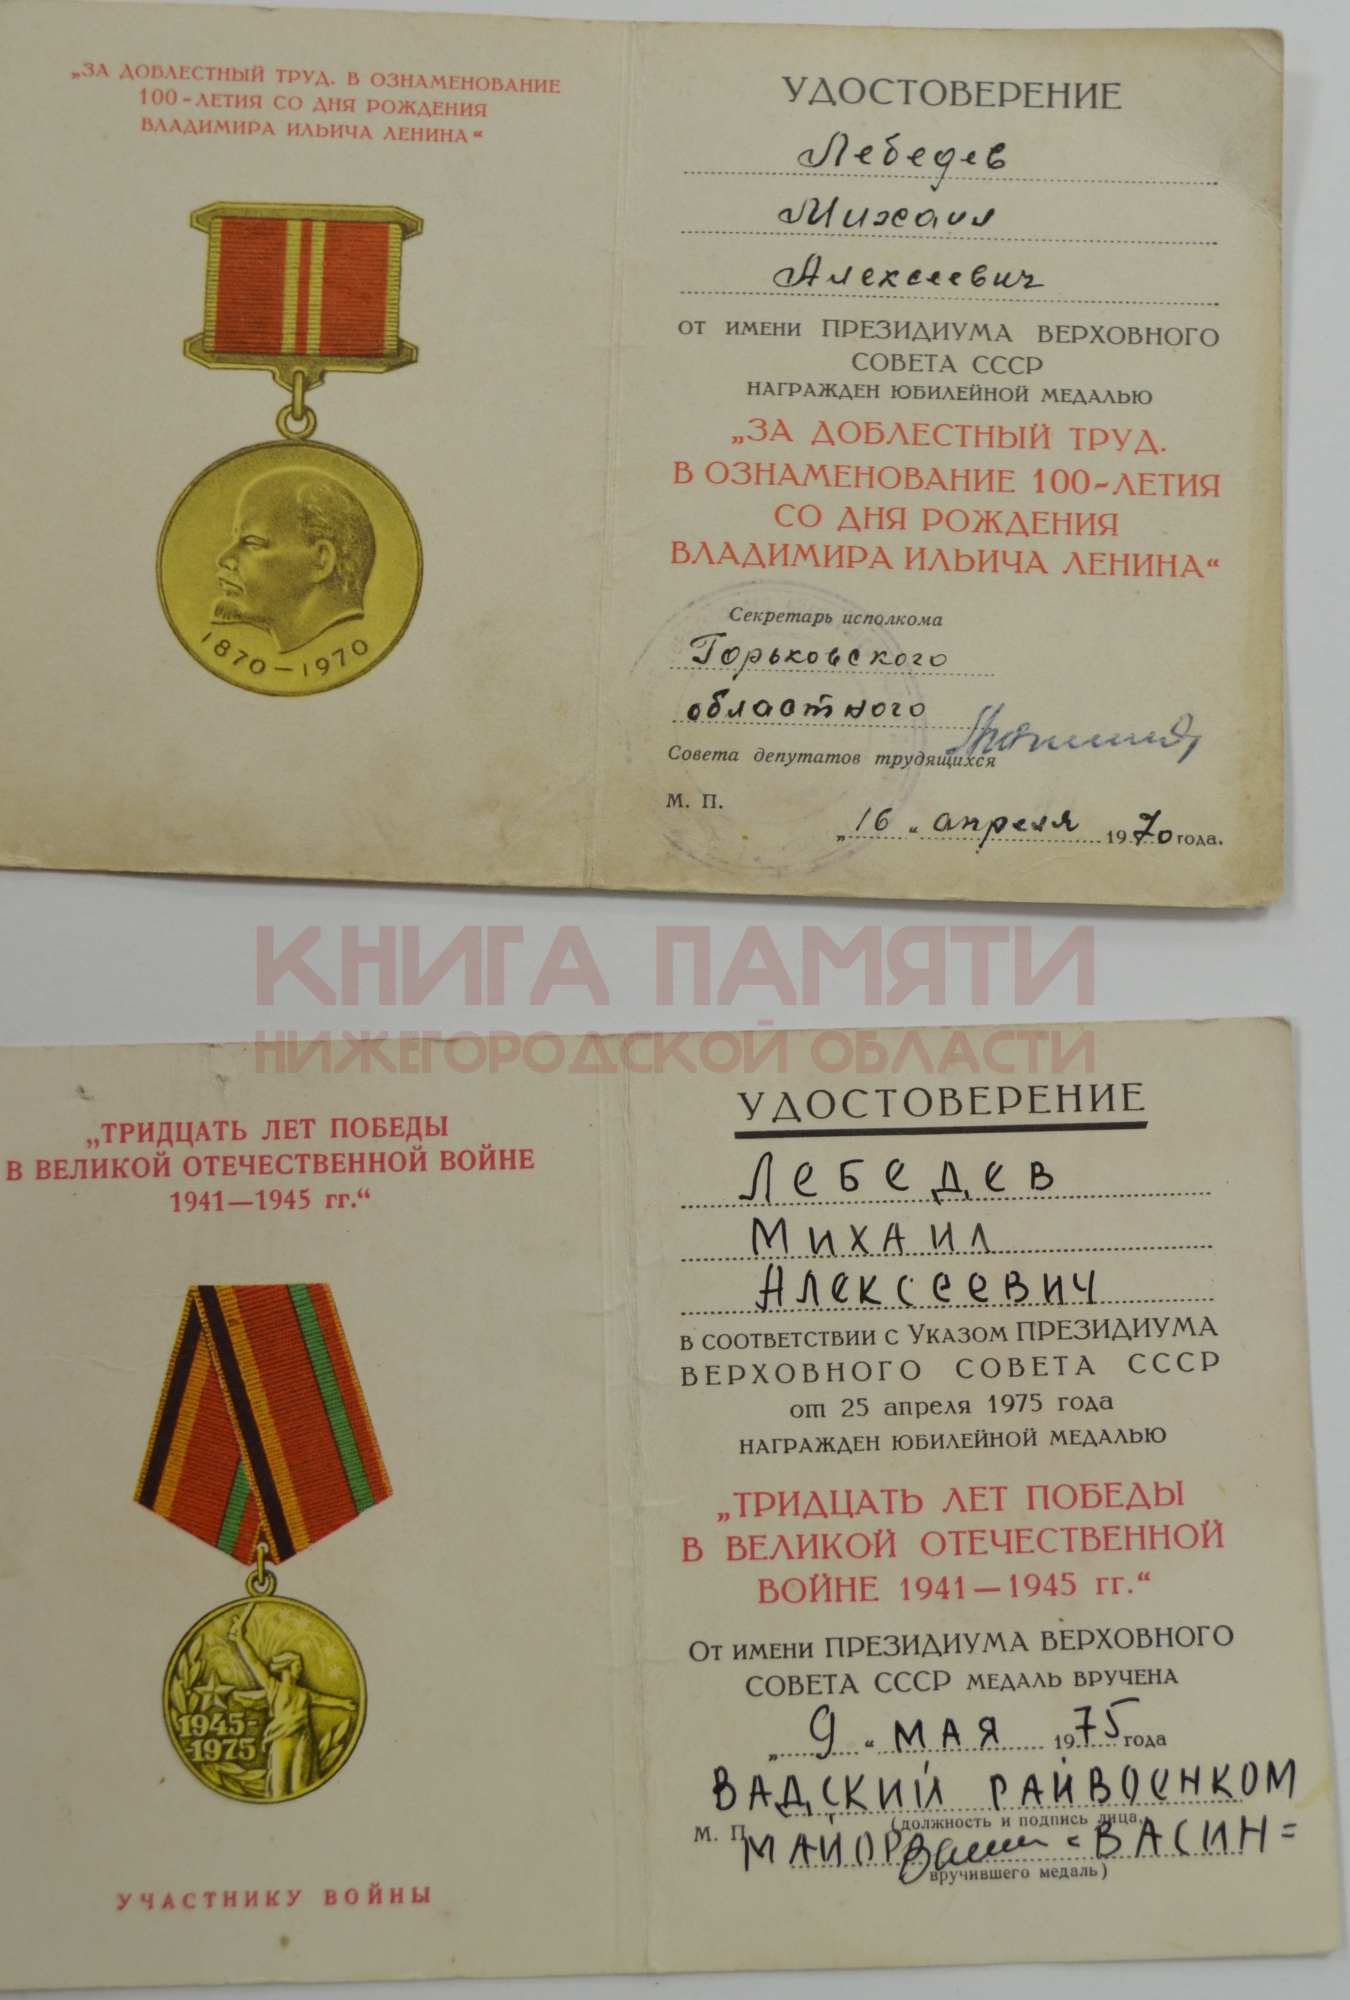 „ЗА ДОБЛЕСТНЫЙ ТРУД. В ОЗНАМЕНОВАНИЕ
100-ЛЕТИЯ СО ДНЯ РОЖДЕНИЯ
ВЛАДИМИРА ИЛЬИЧА ЛЕНИНА“
1870–1970
УДОСТОВЕРЕНИЕ
Лебедев
Михаил
Алексеевич
ОТ ИМЕНИ ПРЕЗИДИУМА ВЕРХОВНОГО
СОВЕТА СССР
НАГРАЖДЕН ЮБИЛЕЙНОЙ МЕДАЛЬЮ
„ЗА ДОБЛЕСТНЫЙ ТРУД.
В ОЗНАМЕНОВАНИЕ 100-ЛЕТИЯ
СО ДНЯ РОЖДЕНИЯ
ВЛАДИМИРА ИЛЬИЧА ЛЕНИНА“
Секретарь исполкома
Горьковского
областного
Совета депутатов трудящихся
М. П.
„16“ апреля 1970 года.
КНИГА ПАМЯТИ
НИЖЕГОРОДСКОЙ ОБЛАСТИ
„ТРИДЦАТЬ ЛЕТ ПОБЕДЫ
В ВЕЛИКОЙ ОТЕЧЕСТВЕННОЙ ВОЙНЕ
1941—1945 гг.“
1945-
-1975
УЧАСТНИКУ ВОЙНЫ
УДОСТОВЕРЕНИЕ
ЛЕБЕДЕВ
МИХАИЛ
АЛЕКСЕЕВИЧ
В СООТВЕТСТВИИ С УКАЗОМ ПРЕЗИДИУМА
ВЕРХОВНОГО СОВЕТА СССР
от 25 апреля 1975 года
НАГРАЖДЕН ЮБИЛЕЙНОЙ МЕДАЛЬЮ
„ТРИДЦАТЬ ЛЕТ ПОБЕДЫ
В ВЕЛИКОЙ ОТЕЧЕСТВЕННОЙ
ВОЙНЕ 1941—1945 гг.“
ОТ ИМЕНИ ПРЕЗИДИУМА ВЕРХОВНОГО
СОВЕТА СССР МЕДАЛЬ ВРУЧЕНА
„9“ МАЯ 1975 года
ВАДСКИЙ РАЙВОЕНКОМ
(должность и подпись лица,
М. П.
МАЙОР =ВАСИН=
вручившего медаль)